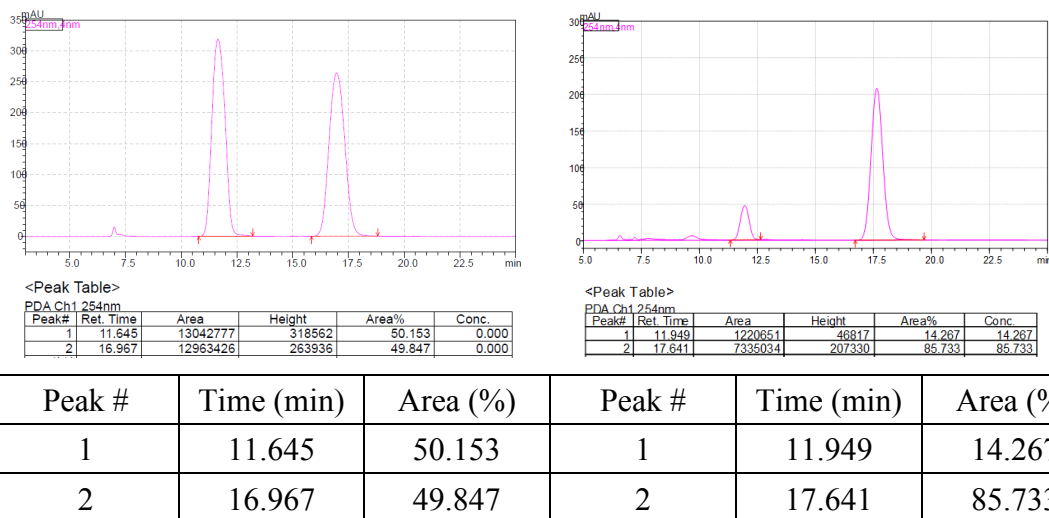 mAU
350
254nm,4nm
300
250
200
150
100
50
0
5.0 7.5 10.0 12.5 15.0 17.5 20.0 22.5 min
<Peak Table>
PDA Ch1 254nm
Peak# Ret. Time Area Height Area% Conc.
1 11.645 13042777 318562 50.153 0.000
2 16.967 12963426 263936 49.847 0.000
mAU
300
254nm,4nm
250
200
150
100
50
0
5.0 7.5 10.0 12.5 15.0 17.5 20.0 22.5 min
<Peak Table>
PDA Ch1 254nm
Peak# Ret. Time Area Height Area% Conc.
1 11.949 1220651 46817 14.267 14.267
2 17.641 7335034 207330 85.733 85.733
Peak # Time (min) Area (%) Peak # Time (min) Area (%
1 11.645 50.153 1 11.949 14.267
2 16.967 49.847 2 17.641 85.733